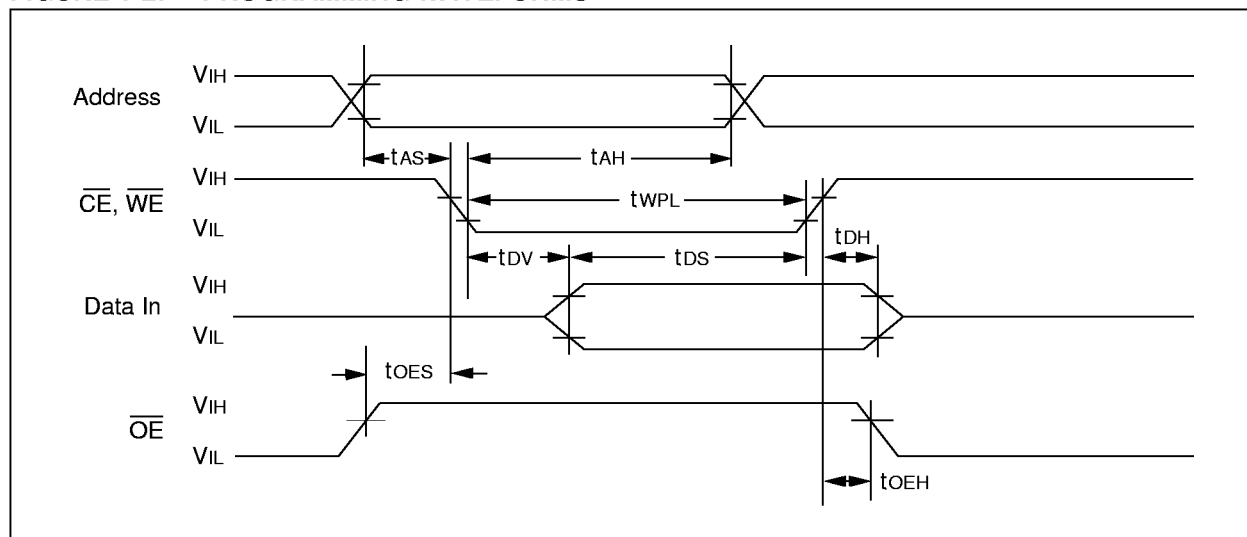 VIH
Address
VIL
tAS
tAH
VIH
CE, WE
tWPL
VIL
tDV
tDS
tDH
VIH
Data In
VIL
tOES
VIH
OE
VIL
tOEH